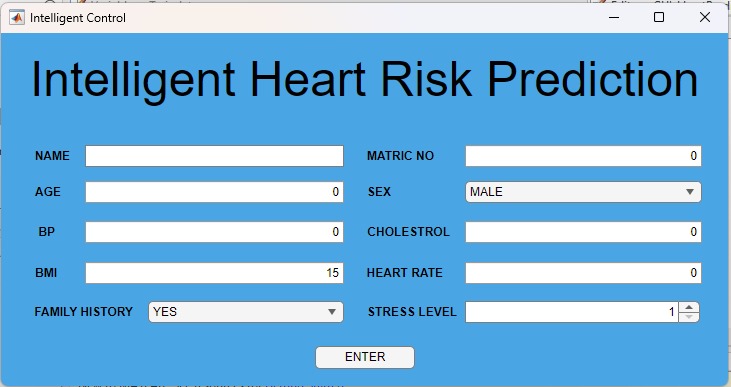 Intelligent Control
Intelligent Heart Risk Prediction
NAME MATRIC NO 0
AGE 0 SEX MALE
BP 0 CHOLESTROL 0
BMI 15 HEART RATE 0
FAMILY HISTORY YES STRESS LEVEL 1
ENTER